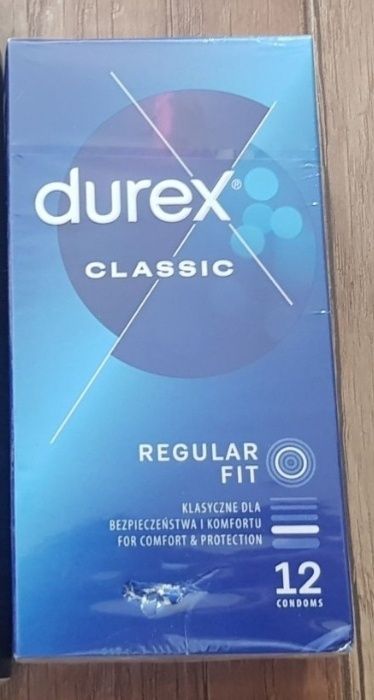 durex®
CLASSIC
REGULAR
FIT
KLASYCZNE DLA
BEZPIECZEŃSTWA I KOMFORTU
FOR COMFORT & PROTECTION
12
CONDOMS